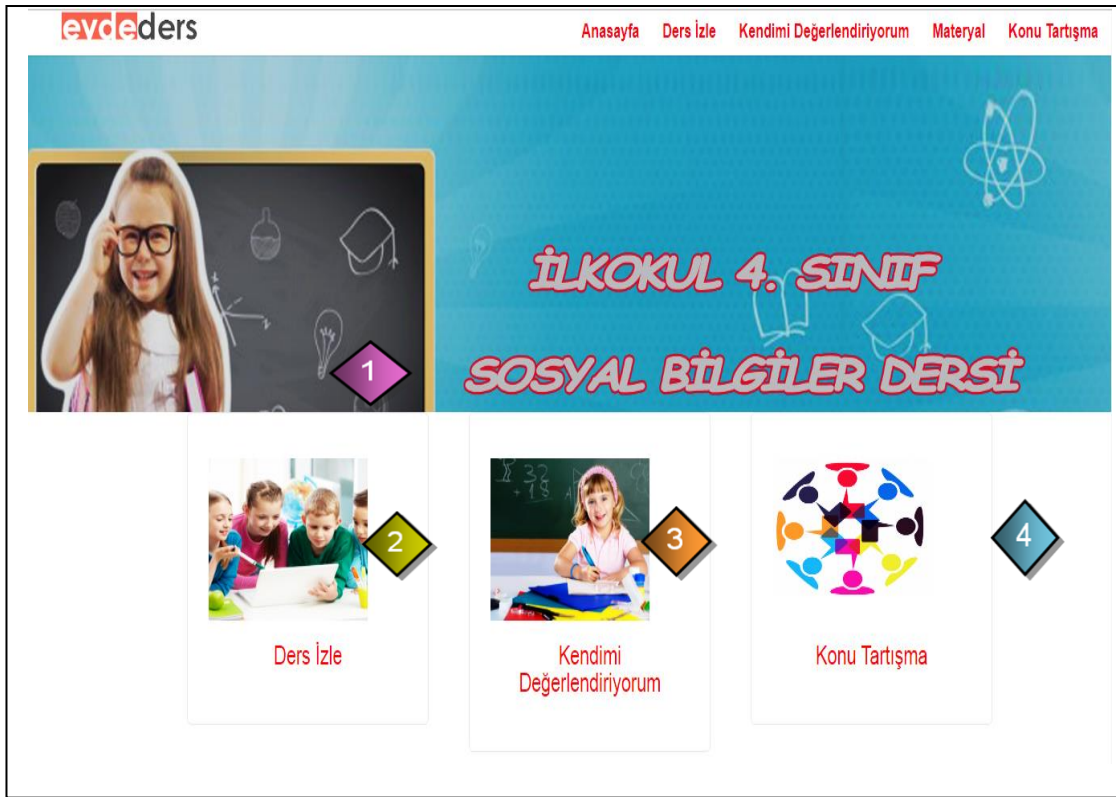 evdeders
Anasayfa Ders İzle Kendimi Değerlendiriyorum Materyal Konu Tartışma
İLKOKUL 4. SINIF
SOSYAL BİLGİLER DERSİ
1
2
3
4
Ders İzle
Kendimi
Değerlendiriyorum
Konu Tartışma